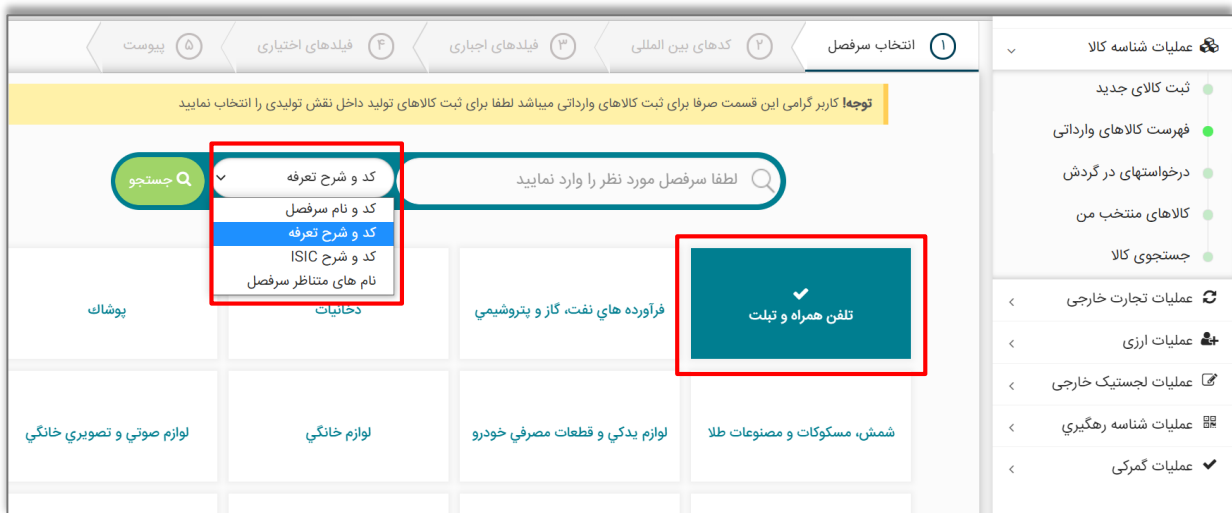 عملیات شناسه کالا
ثبت کالای جدید
فهرست کالاهای وارداتی
درخواستهای در گردش
کالاهای منتخب من
جستجوی کالا
عملیات تجارت خارجی
عملیات ارزی
عملیات لجستیک خارجی
عملیات شناسه رهگیري
عملیات گمرکی
۱ انتخاب سرفصل
۲ کدهای بین المللی
۳ فیلدهای اجباری
۴ فیلدهای اختیاری
۵ پیوست
توجه! کاربر گرامی این قسمت صرفا برای ثبت کالاهای وارداتی میباشد لطفا برای ثبت کالاهای تولید داخل نقش تولیدی را انتخاب نمایید
لطفا سرفصل مورد نظر را وارد نمایید
کد و شرح تعرفه
جستجو
کد و نام سرفصل
کد و شرح تعرفه
کد و شرح ISIC
نام های متناظر سرفصل
تلفن همراه و تبلت
فرآورده هاي نفت، گاز و پتروشيمي
دخانیات
پوشاك
شمش، مسکوکات و مصنوعات طلا
لوازم يدكي و قطعات مصرفي خودرو
لوازم خانگي
لوازم صوتي و تصويري خانگي